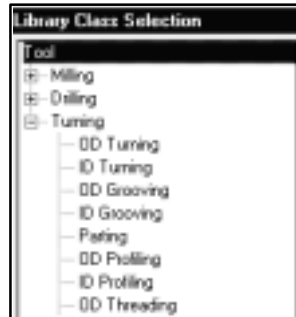 Library Class Selection
Tool
Milling
Drilling
Turning
OD Turning
ID Turning
OD Grooving
ID Grooving
Parting
OD Profiling
ID Profiling
OD Threading